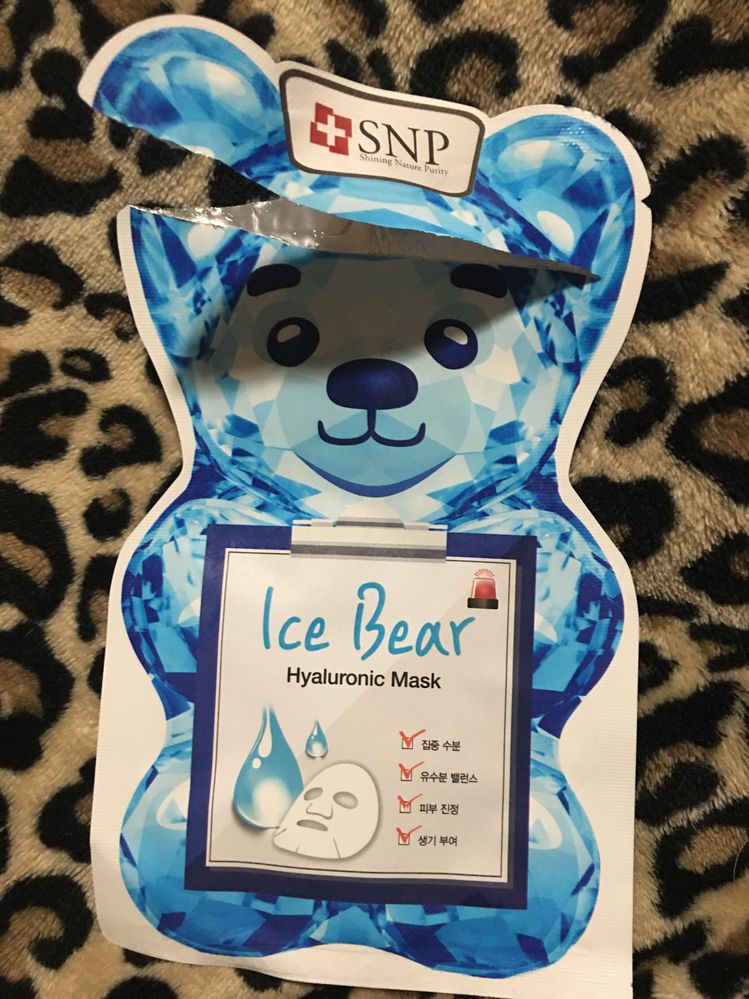 SNP
Shining Nature Purity
Ice Bear
Hyaluronic Mask
집중 수분
유수분 밸런스
피부 진정
생기 부여